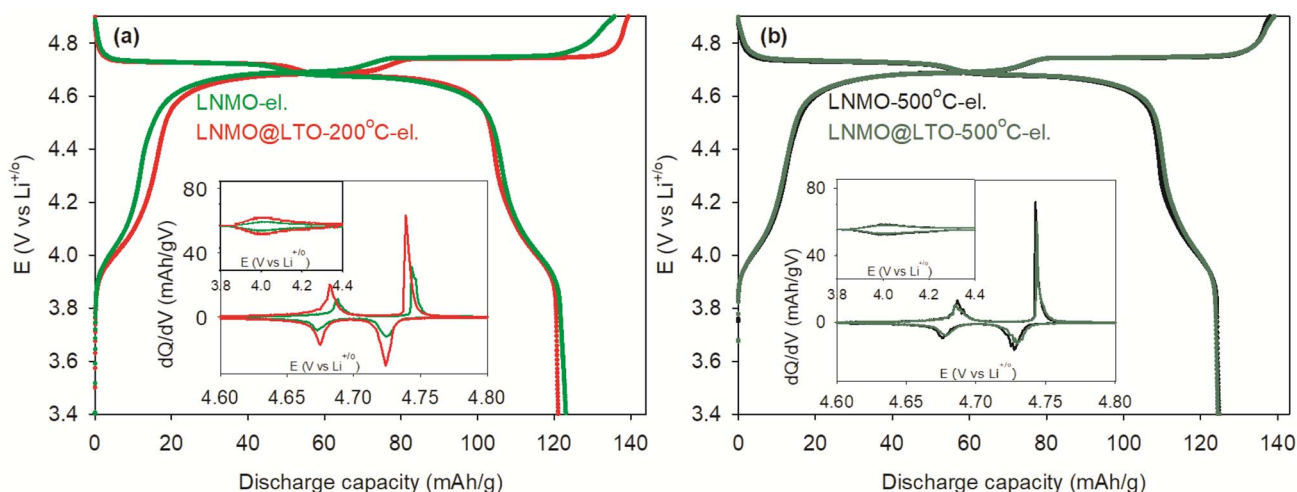 (a)
LNMO-el.
LNMO@LTO-200°C-el.
E (V vs Li+/o)
4.8
4.6
4.4
4.2
4.0
3.8
3.6
3.4
0 20 40 60 80 100 120 140
Discharge capacity (mAh/g)
dQ/dV (mAh/gV)
80
40
0
3.8 4.0 4.2 4.4
E (V vs Li+/o)
E (V vs Li+/o)
4.60 4.65 4.70 4.75 4.80
(b)
LNMO-500°C-el.
LNMO@LTO-500°C-el.
E (V vs Li+/o)
4.8
4.6
4.4
4.2
4.0
3.8
3.6
3.4
0 20 40 60 80 100 120 140
Discharge capacity (mAh/g)
dQ/dV (mAh/gV)
80
40
0
3.8 4.0 4.2 4.4
E (V vs Li+/o)
E (V vs Li+/o)
4.60 4.65 4.70 4.75 4.80